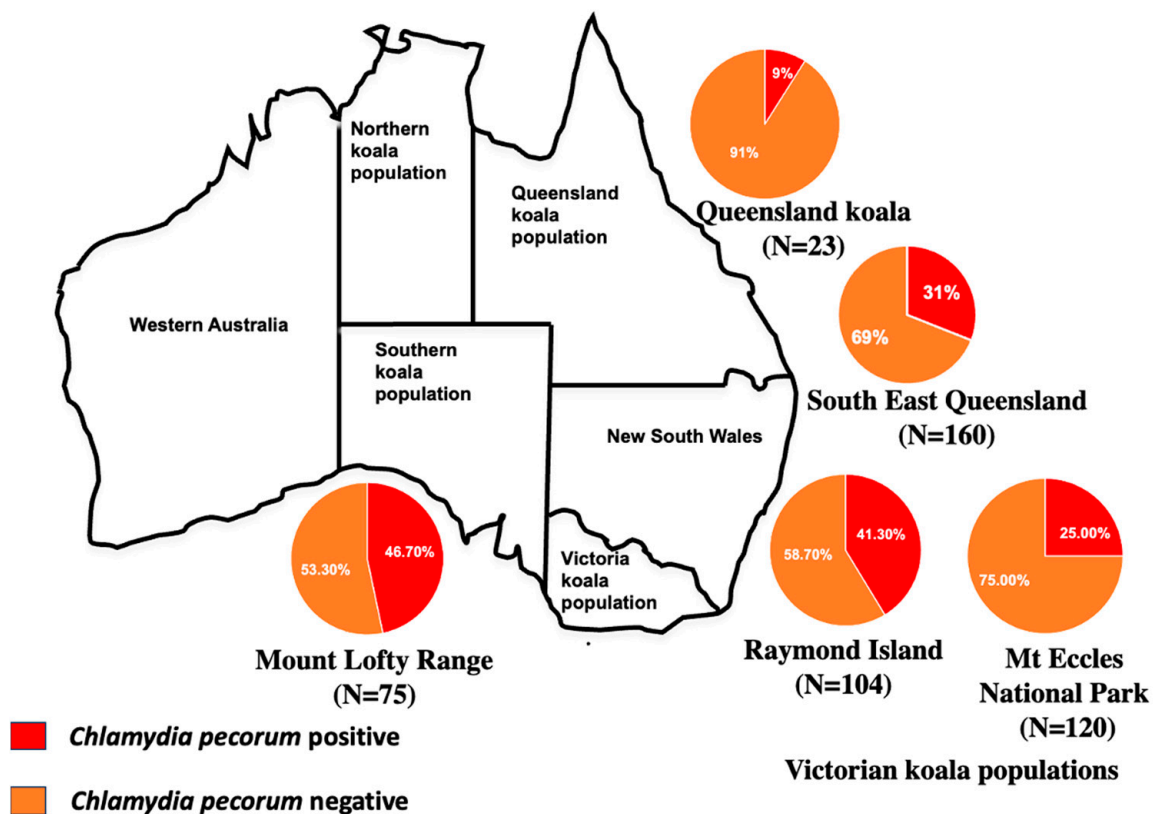 Northern
koala
population
Queensland
koala
population
Western Australia
Southern
koala
population
New South Wales
Victoria
koala
population
9%
91%
Queensland koala
(N=23)
31%
69%
South East Queensland
(N=160)
46.70%
53.30%
Mount Lofty Range
(N=75)
41.30%
58.70%
Raymond Island
(N=104)
25.00%
75.00%
Mt Eccles
National Park
(N=120)
Victorian koala populations
Chlamydia pecorum positive
Chlamydia pecorum negative